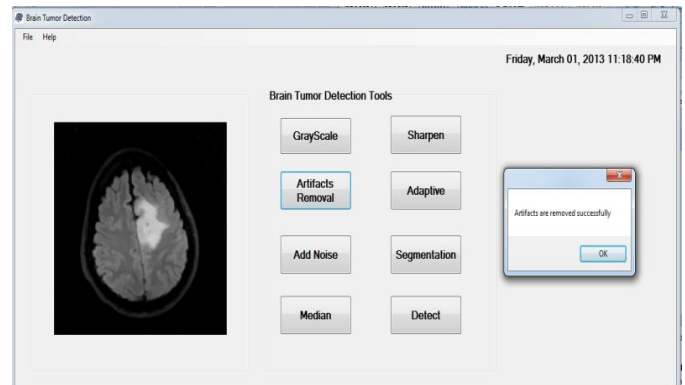 Brain Tumor Detection
File Help
Friday, March 01, 2013 11:18:40 PM
Brain Tumor Detection Tools
GrayScale
Sharpen
Artifacts
Removal
Adaptive
Add Noise
Segmentation
Median
Detect
Artifacts are removed successfully
OK